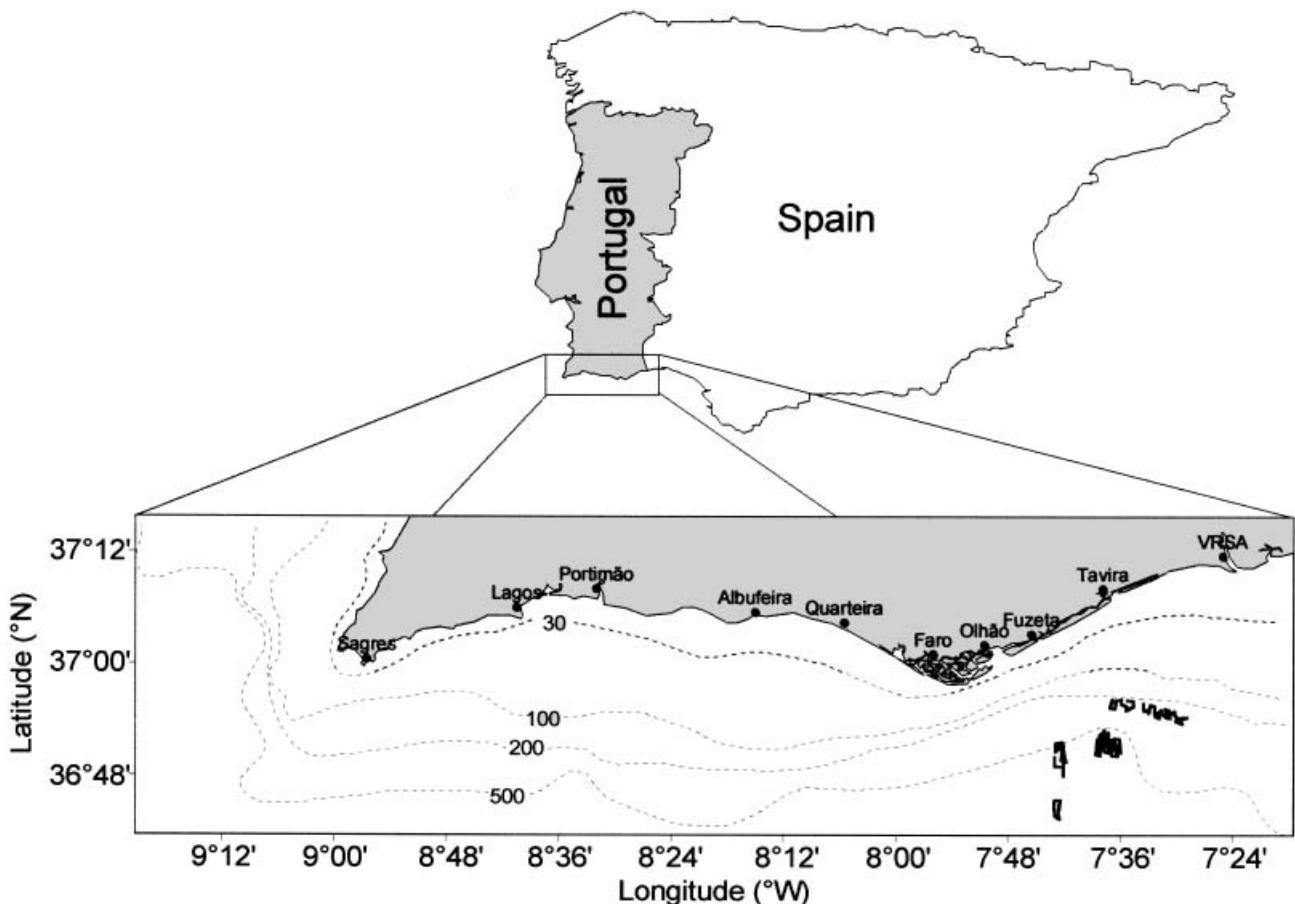 Portugal
Spain
37°12'
37°00'
36°48'
Latitude (°N)
VRSA
Tavira
Portimão
Lagos
Albufeira
Quarteira
Fuzeta
Olhão
Faro
Sagres
30
100
200
500
9°12'
9°00'
8°48'
8°36'
8°24'
8°12'
8°00'
7°48'
7°36'
7°24'
Longitude (°W)